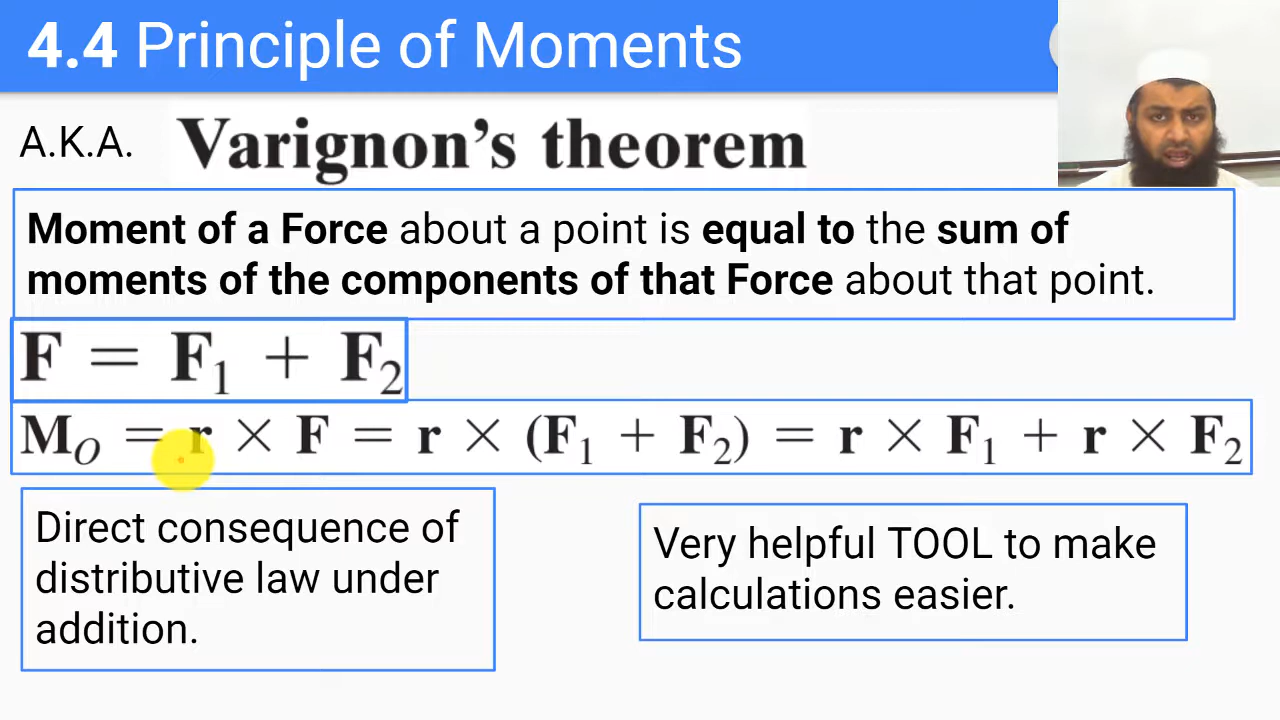 4.4 Principle of Moments
A.K.A. Varignon's theorem
Moment of a Force about a point is equal to the sum of
moments of the components of that Force about that point.
F = F₁ + F₂
M_O = r × F = r × (F₁ + F₂) = r × F₁ + r × F₂
Direct consequence of
distributive law under
addition.
Very helpful TOOL to make
calculations easier.